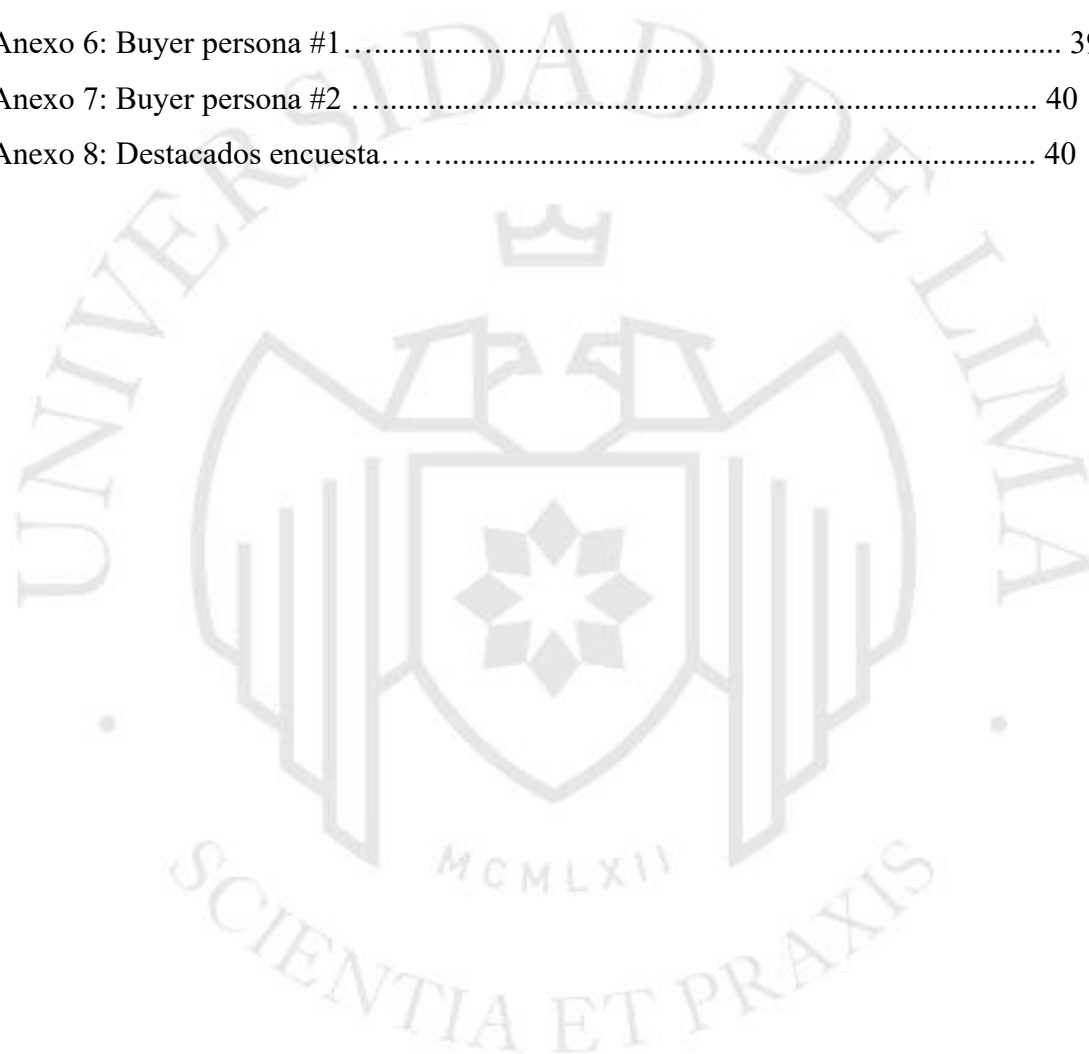 Anexo 6: Buyer persona #1…...................................................................................... 39
Anexo 7: Buyer persona #2 …................................................................................... 40
Anexo 8: Destacados encuesta……........................................................................... 40
UNIVERSIDAD DE LIMA
MCMLXII
SCIENTIA ET PRAXIS